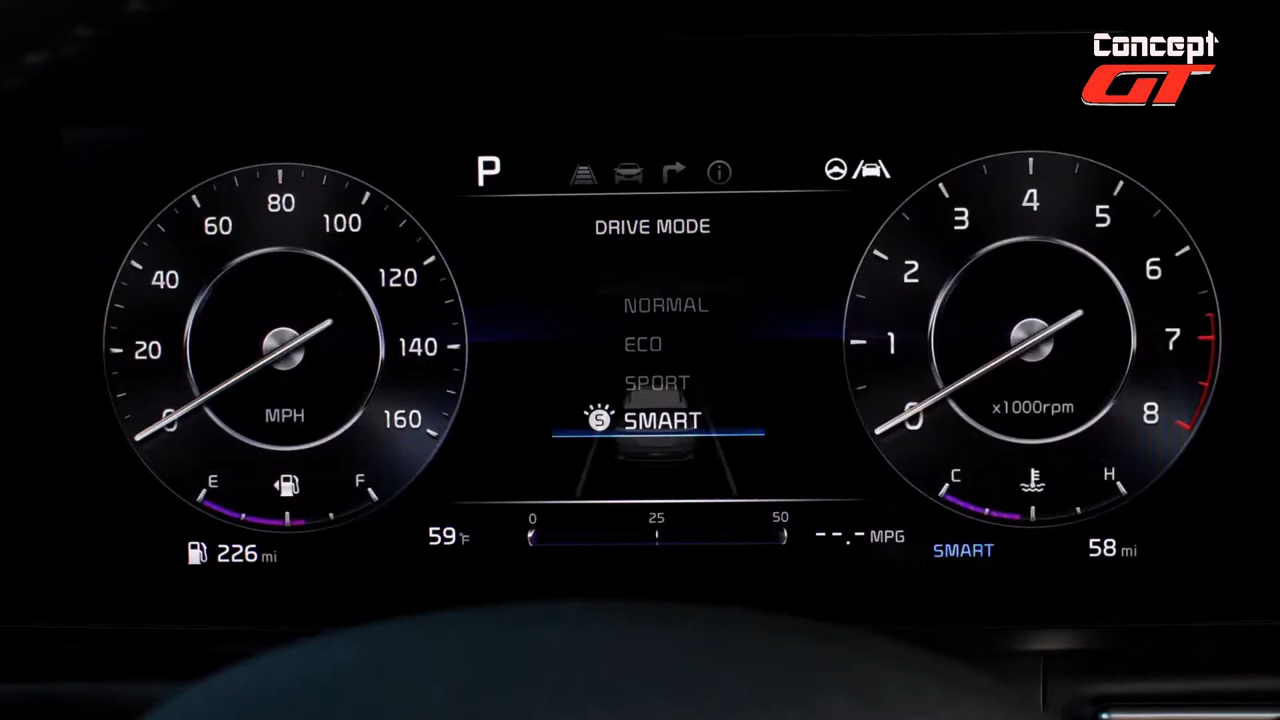 Concept
GT
P
DRIVE MODE
NORMAL
ECO
SPORT
S SMART
0
20
40
60
80
100
120
140
160
MPH
E
F
226 mi
59°F
0 25 50
--.- MPG
0
1
2
3
4
5
6
7
8
x1000rpm
C
H
SMART
58 mi